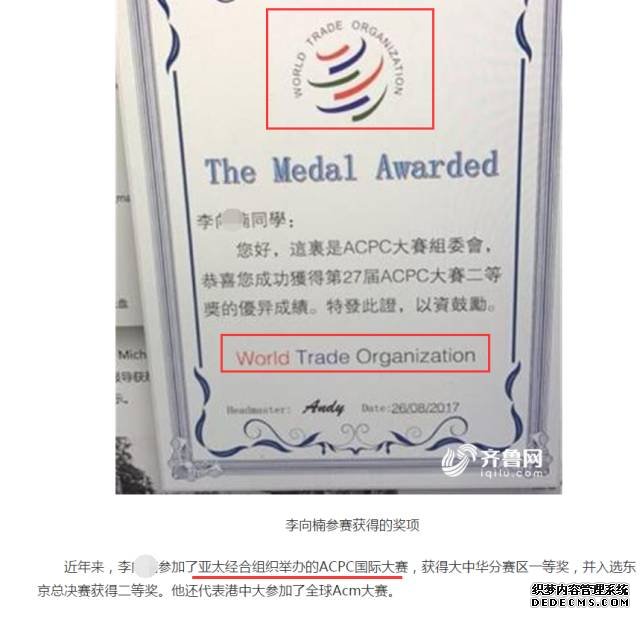 WORLD TRADE ORGANIZATION
The Medal Awarded
李向楠同學：
您好，這裏是ACPC大賽組委會，
恭喜您成功獲得第27届ACPC大賽二等
獎的優异成績。特發此證，以資鼓勵。
World Trade Organization
Headmaster: Andy Date: 26/08/2017
Mich
齐鲁网
iqilu.com
李向楠参赛获得的奖项
近年来，李向 参加了亚太经合组织举办的ACPC国际大赛，获得大中华分赛区一等奖，并入选东
京总决赛获得二等奖。他还代表港中大参加了全球Acm大赛。
织梦内容管理系统
DEDECMS.COM